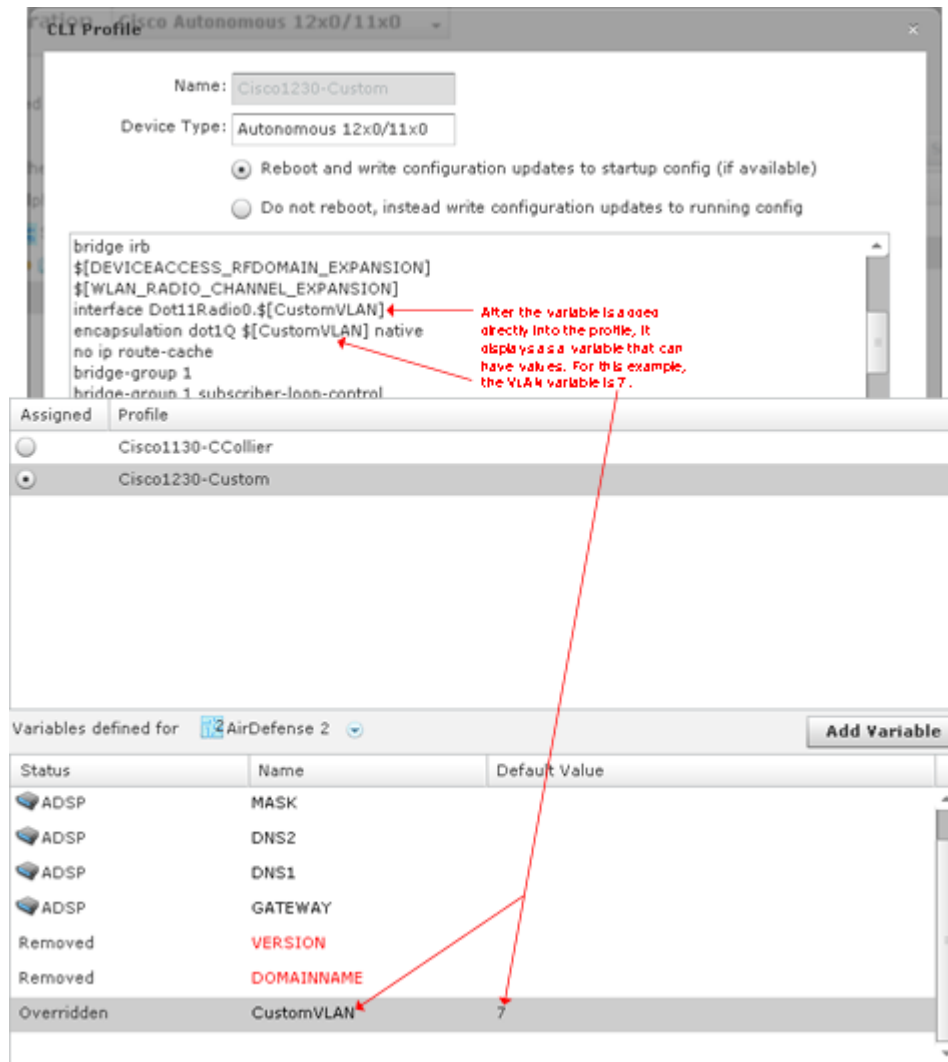 ration Cisco Autonomous 12x0/11x0
CLI Profile
Name: Cisco1230-Custom
Device Type: Autonomous 12x0/11x0
Reboot and write configuration updates to startup config (if available)
Do not reboot, instead write configuration updates to running config
bridge irb
$[DEVICEACCESS_RFDOMAIN_EXPANSION]
$[WLAN_RADIO_CHANNEL_EXPANSION]
interface Dot11Radio0.$[CustomVLAN]
encapsulation dot1Q $[CustomVLAN] native
no ip route-cache
bridge-group 1
bridge-group 1 subscriber-loop-control
After the variable is added
directly into the profile, it
displays as a variable that can
have values. For this example,
the VLAN variable is 7.
Assigned Profile
Cisco1130-CCollier
Cisco1230-Custom
Variables defined for AirDefense 2 Add Variable
Status Name Default Value
ADSP MASK
ADSP DNS2
ADSP DNS1
ADSP GATEWAY
Removed VERSION
Removed DOMAINNAME
Overridden CustomVLAN 7